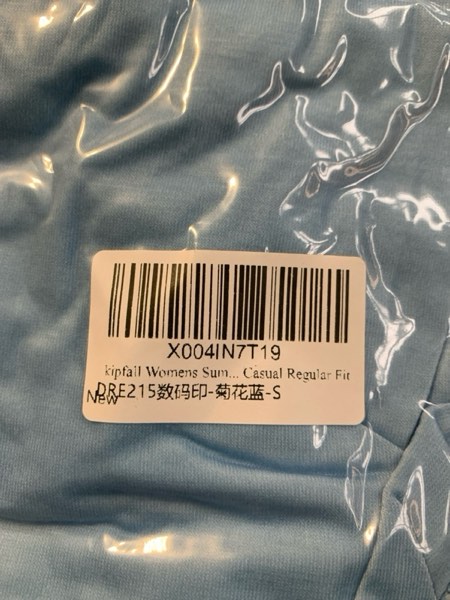 X004IN7T19
kipfall Womens Sum... Casual Regular Fit
DRE215数码印-菊花蓝-S
New